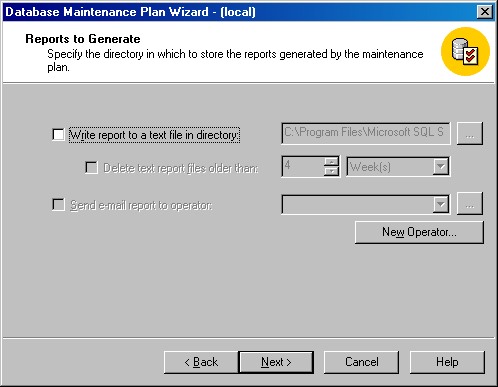 Database Maintenance Plan Wizard - (local)
Reports to Generate
Specify the directory in which to store the reports generated by the maintenance
plan.
Write report to a text file in directory:
C:\Program Files\Microsoft SQL S
...
Delete text report files older than:
4
Week(s)
Send e-mail report to operator:
...
New Operator...
< Back
Next >
Cancel
Help